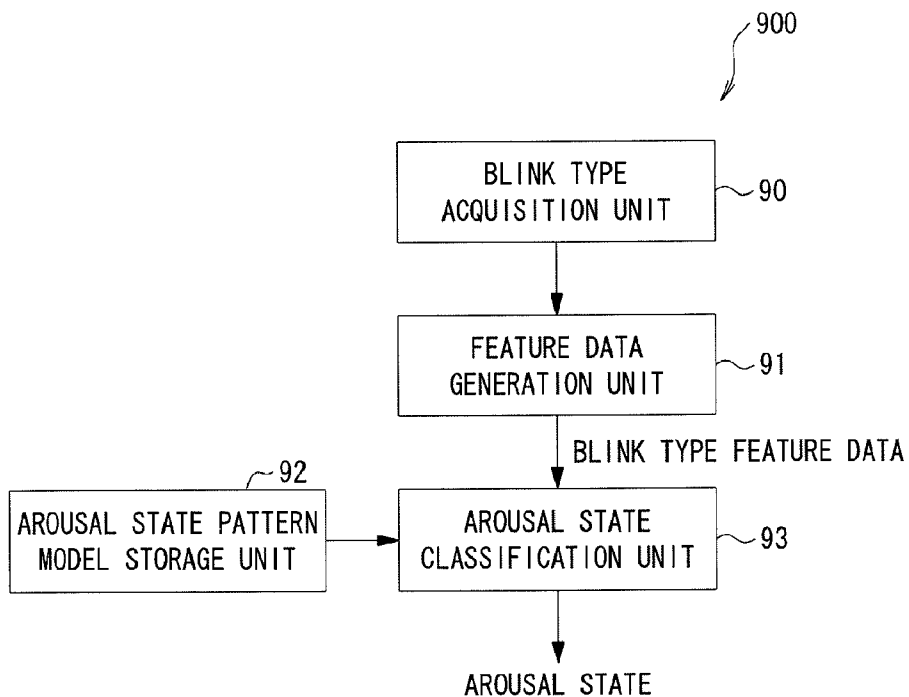 900
BLINK TYPE
ACQUISITION UNIT
90
FEATURE DATA
GENERATION UNIT
91
BLINK TYPE FEATURE DATA
92
AROUSAL STATE PATTERN
MODEL STORAGE UNIT
AROUSAL STATE
CLASSIFICATION UNIT
93
AROUSAL STATE